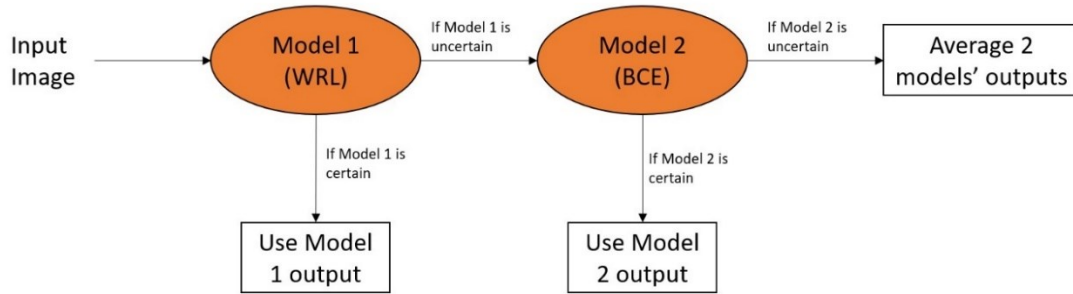 Input
Image
Model 1
(WRL)
If Model 1 is
uncertain
Model 2
(BCE)
If Model 2 is
uncertain
Average 2
models’ outputs
If Model 1 is
certain
If Model 2 is
certain
Use Model
1 output
Use Model
2 output